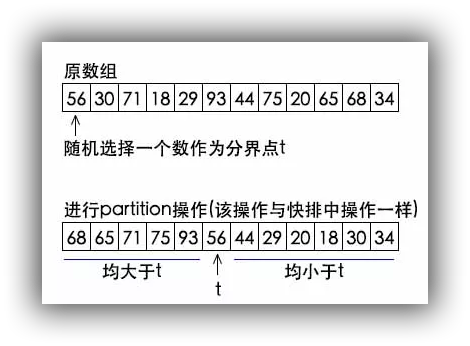 原数组
56 30 71 18 29 93 44 75 20 65 68 34
随机选择一个数作为分界点t
进行partition操作(该操作与快排中操作一样)
68 65 71 75 93 56 44 29 20 18 30 34
均大于t 均小于t
t